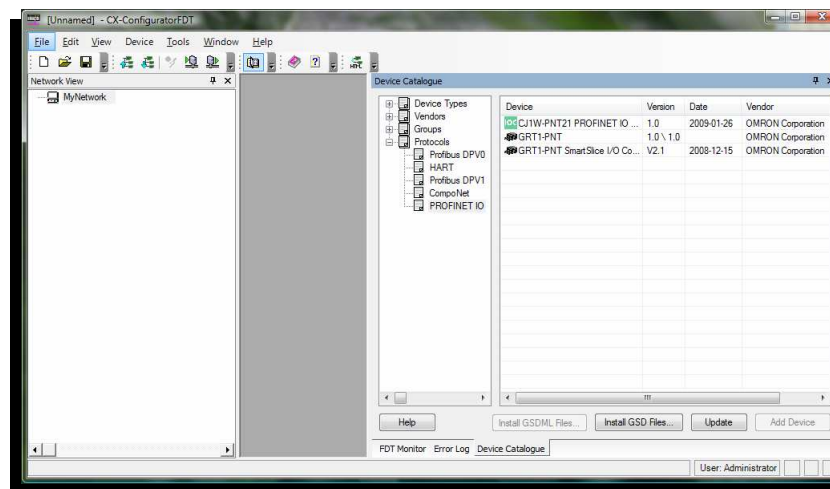 [Unnamed] - CX-ConfiguratorFDT
File Edit View Device Tools Window Help
Network View
MyNetwork
Device Catalogue
Device Types
Vendors
Groups
Protocols
Profibus DPV0
HART
Profibus DPV1
CompoNet
PROFINET IO
Device Version Date Vendor
CJ1W-PNT21 PROFINET IO ... 1.0 2009-01-26 OMRON Corporation
GRT1-PNT 1.0 \ 1.0 OMRON Corporation
GRT1-PNT SmartSlice I/O Co... V2.1 2008-12-15 OMRON Corporation
Help Install GSDML Files... Install GSD Files... Update Add Device
FDT Monitor Error Log Device Catalogue
User: Administrator